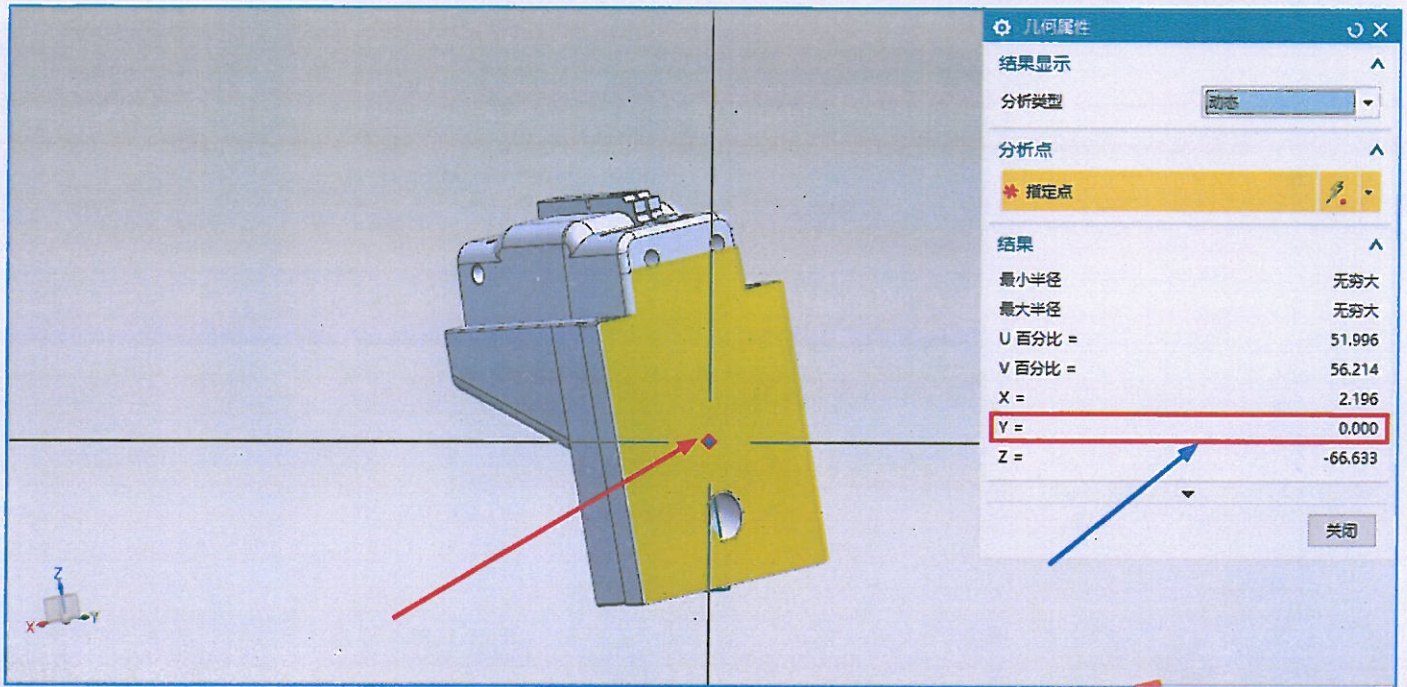 几何属性
结果显示
分析类型 动态
分析点
* 指定点
结果
最小半径 无穷大
最大半径 无穷大
U 百分比 = 51.996
V 百分比 = 56.214
X = 2.196
Y = 0.000
Z = -66.633
关闭
Z
X Y